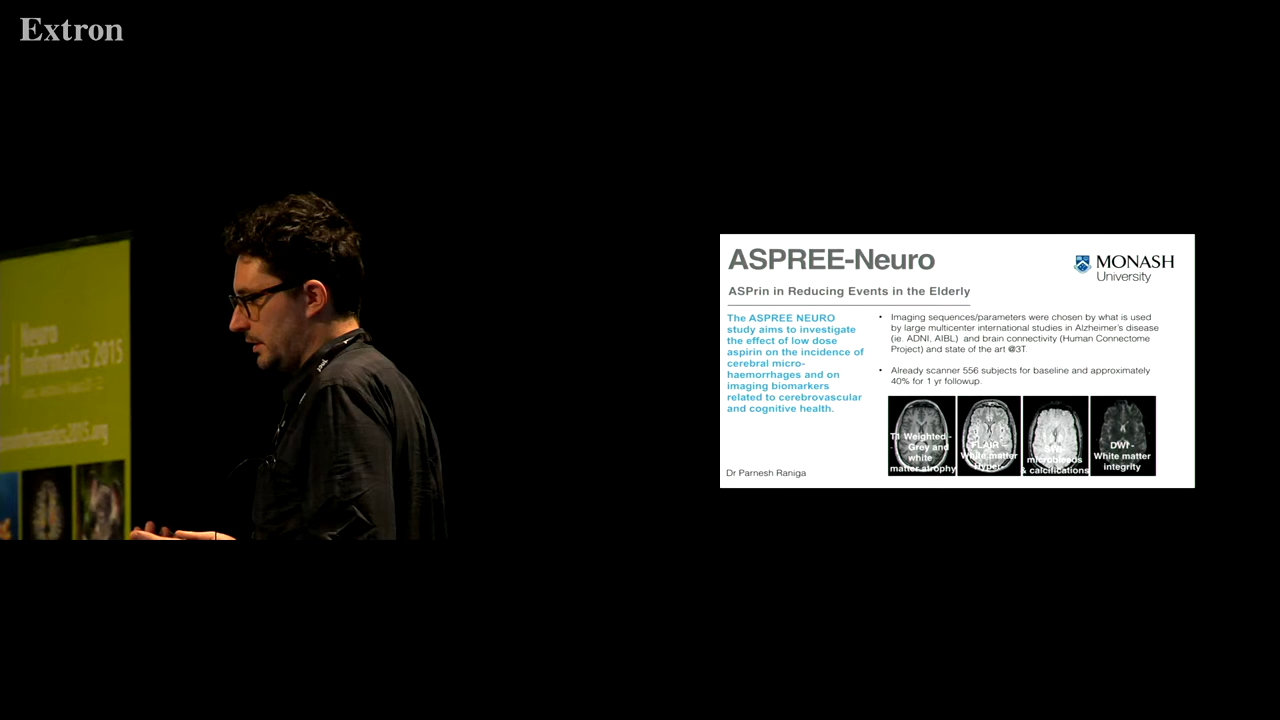 Extron
Neuro
Informatics 2015
ASPREE-Neuro
MONASH
University
ASPrin in Reducing Events in the Elderly
The ASPREE NEURO
study aims to investigate
the effect of low dose
aspirin on the incidence of
cerebral micro-
haemorrhages and on
imaging biomarkers
related to cerebrovascular
and cognitive health.
• Imaging sequences/parameters were chosen by what is used
by large multicenter international studies in Alzheimer's disease
(ie. ADNI, AIBL) and brain connectivity (Human Connectome
Project) and state of the art @3T.
• Already scanner 556 subjects for baseline and approximately
40% for 1 yr followup.
T1 Weighted -
Grey and
white
matter atrophy
FLAIR –
White matter
hyper-
SWI-
microbleeds
& calcifications
DWI -
White matter
integrity
Dr Parnesh Raniga